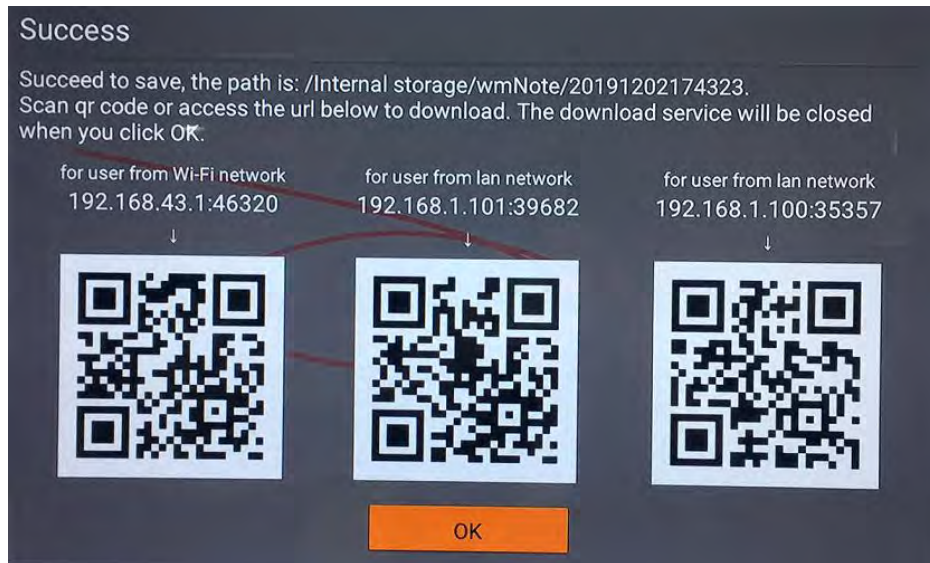 Success
Succeed to save, the path is: /Internal storage/wmNote/20191202174323.
Scan qr code or access the url below to download. The download service will be closed
when you click OK.
for user from Wi-Fi network
192.168.43.1:46320
↓
for user from lan network
192.168.1.101:39682
↓
for user from lan network
192.168.1.100:35357
↓
OK